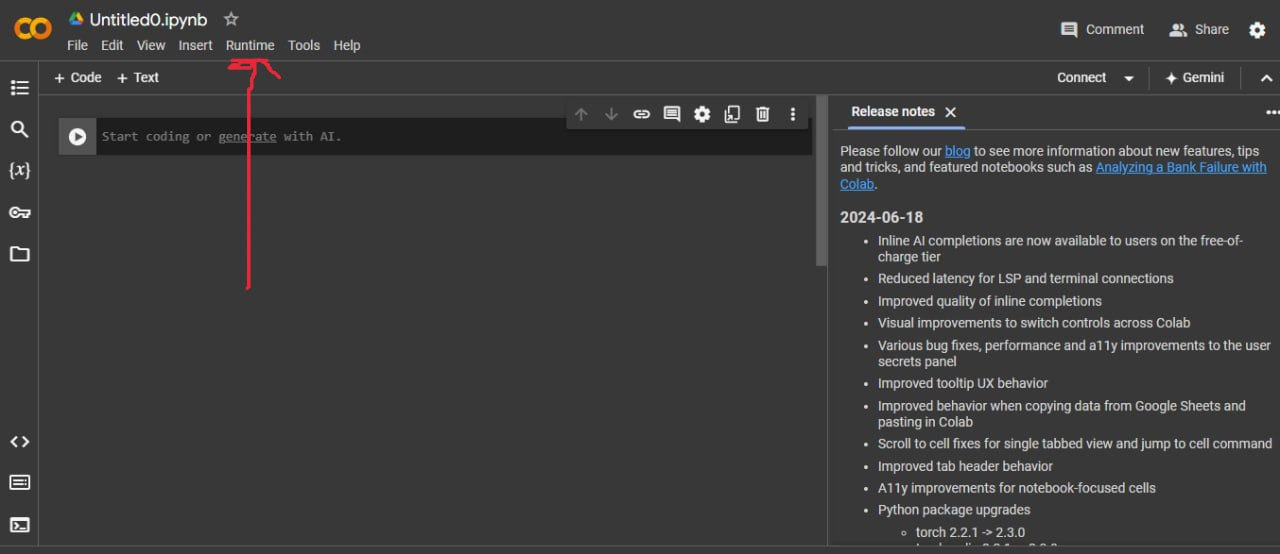 Untitled0.ipynb
File Edit View Insert Runtime Tools Help
Comment Share
+ Code + Text
Connect Gemini
Start coding or generate with AI.
Release notes
Please follow our blog to see more information about new features, tips
and tricks, and featured notebooks such as Analyzing a Bank Failure with
Colab.
2024-06-18
• Inline AI completions are now available to users on the free-of-
charge tier
• Reduced latency for LSP and terminal connections
• Improved quality of inline completions
• Visual improvements to switch controls across Colab
• Various bug fixes, performance and a11y improvements to the user
secrets panel
• Improved tooltip UX behavior
• Improved behavior when copying data from Google Sheets and
pasting in Colab
• Scroll to cell fixes for single tabbed view and jump to cell command
• Improved tab header behavior
• A11y improvements for notebook-focused cells
• Python package upgrades
◦ torch 2.2.1 -> 2.3.0